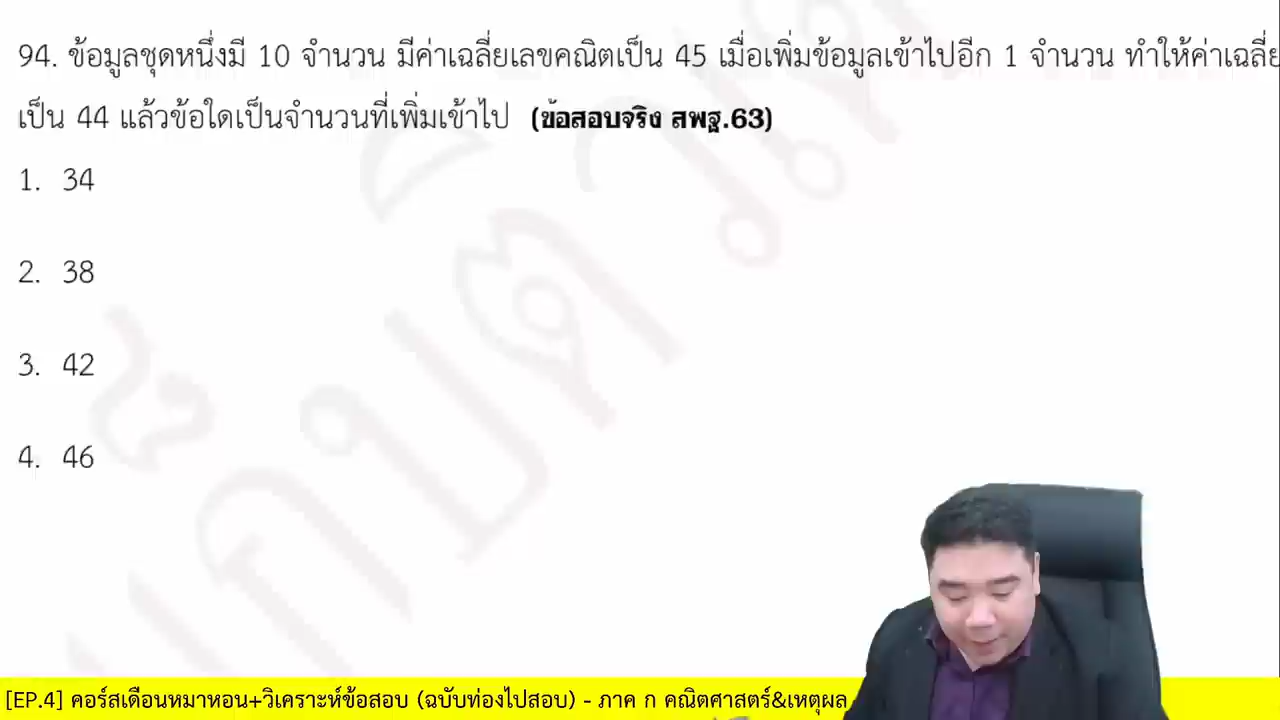 94. ข้อมูลชุดหนึ่งมี 10 จำนวน มีค่าเฉลี่ยเลขคณิตเป็น 45 เมื่อเพิ่มข้อมูลเข้าไปอีก 1 จำนวน ทำให้ค่าเฉลี่ย
เป็น 44 แล้วข้อใดเป็นจำนวนที่เพิ่มเข้าไป (ข้อสอบจริง สพฐ.63)
1. 34
2. 38
3. 42
4. 46
[EP.4] คอร์สเดือนหมาหอน+วิเคราะห์ข้อสอบ (ฉบับท่องไปสอบ) - ภาค ก คณิตศาสตร์&เหตุผล